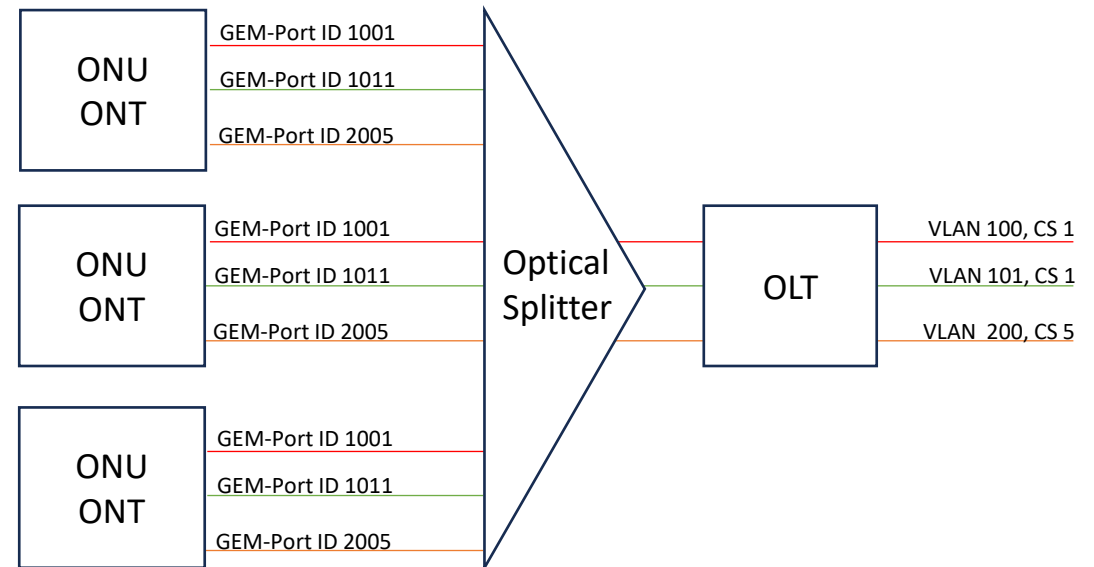 ONU
ONT
GEM-Port ID 1001
GEM-Port ID 1011
GEM-Port ID 2005
ONU
ONT
GEM-Port ID 1001
GEM-Port ID 1011
GEM-Port ID 2005
ONU
ONT
GEM-Port ID 1001
GEM-Port ID 1011
GEM-Port ID 2005
Optical
Splitter
OLT
VLAN 100, CS 1
VLAN 101, CS 1
VLAN 200, CS 5